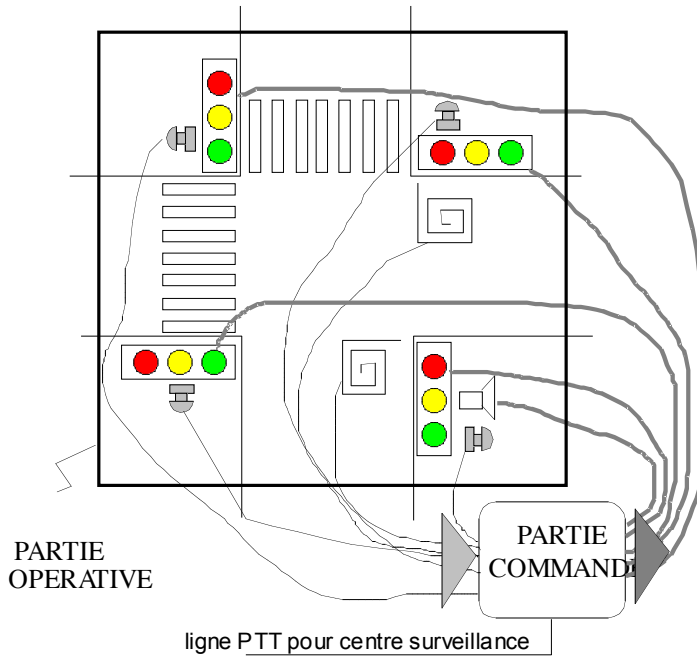 PARTIE
OPERATIVE
PARTIE
COMMAND
ligne PTT pour centre surveillance